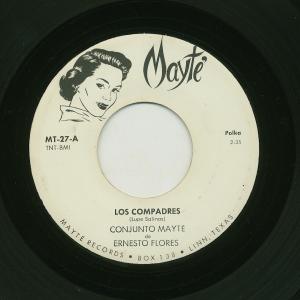 Mayte
MT-27-A
TNT-BMI
Polka
2:35
LOS COMPADRES
(Lupe Salinas)
CONJUNTO MAYTE
de
ERNESTO FLORES
MAYTE RECORDS • BOX 138 • LINN, TEXAS